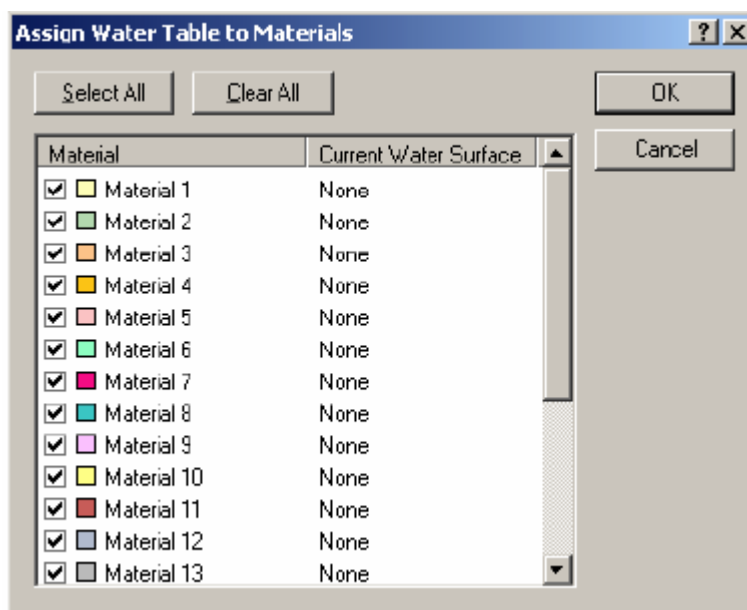 Assign Water Table to Materials
Select All Clear All OK
Cancel
Material Current Water Surface
Material 1 None
Material 2 None
Material 3 None
Material 4 None
Material 5 None
Material 6 None
Material 7 None
Material 8 None
Material 9 None
Material 10 None
Material 11 None
Material 12 None
Material 13 None